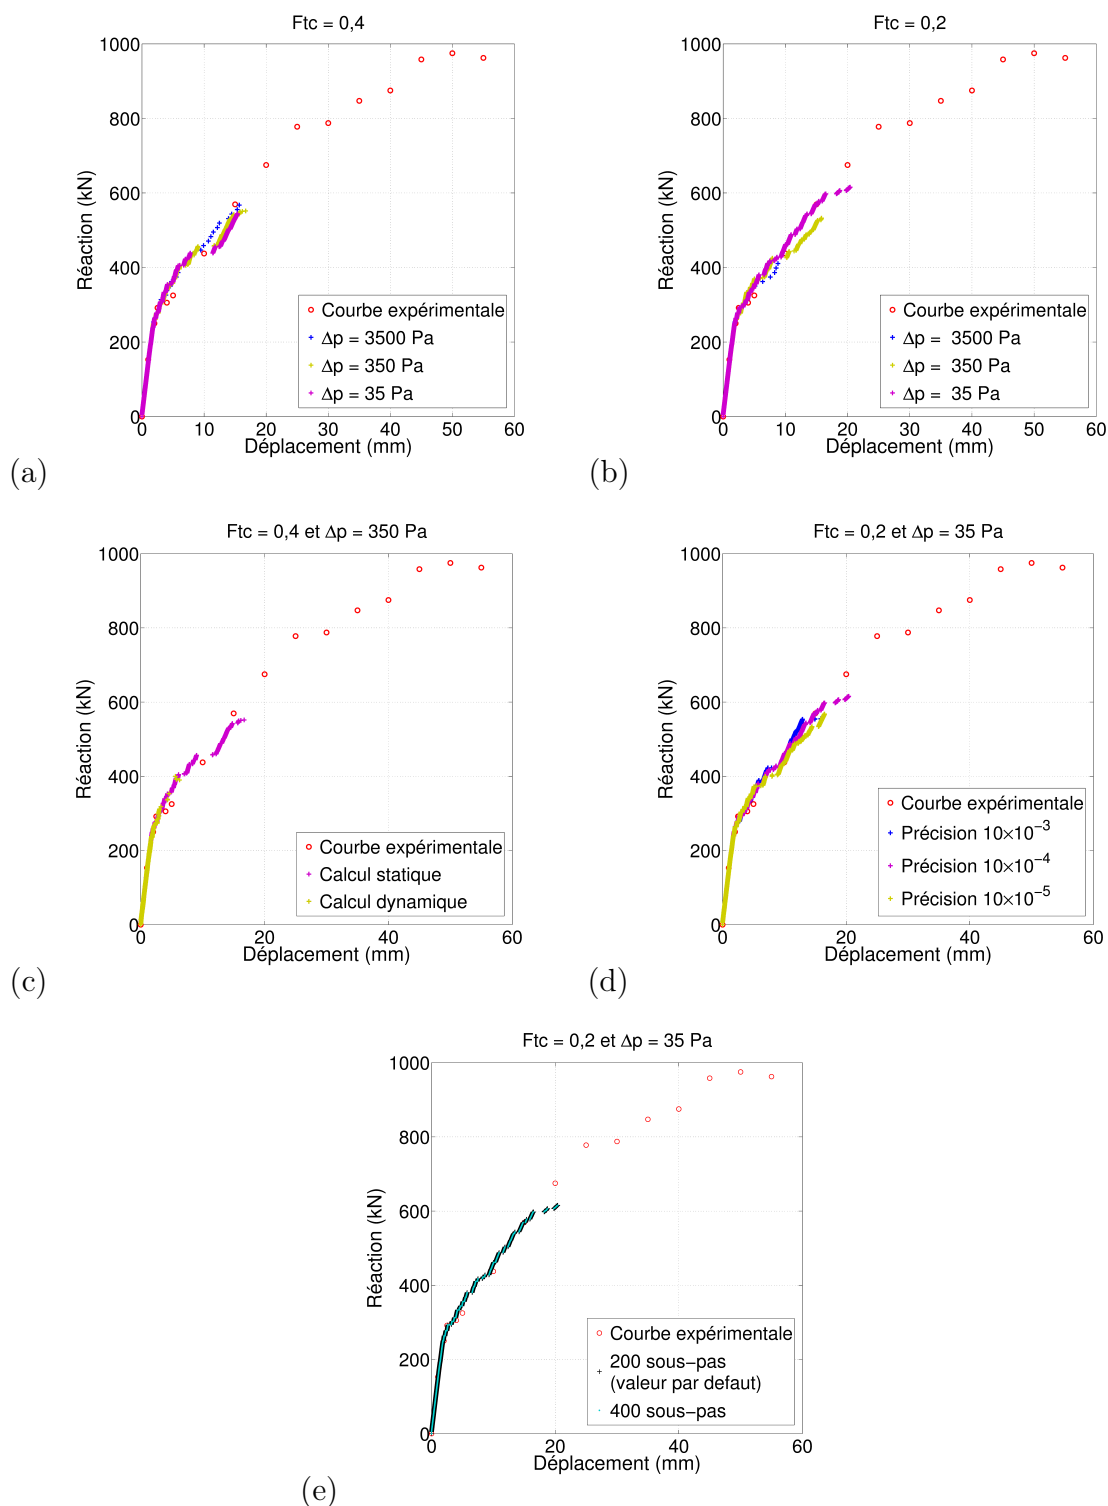 Ftc = 0,4
1000
800
600
400
200
0
Réaction (kN)
0 10 20 30 40 50 60
Déplacement (mm)
Courbe expérimentale
Δp = 3500 Pa
Δp = 350 Pa
Δp = 35 Pa
(a)
Ftc = 0,2
1000
800
600
400
200
0
Réaction (kN)
0 10 20 30 40 50 60
Déplacement (mm)
Courbe expérimentale
Δp = 3500 Pa
Δp = 350 Pa
Δp = 35 Pa
(b)
Ftc = 0,4 et Δp = 350 Pa
1000
800
600
400
200
0
Réaction (kN)
0 20 40 60
Déplacement (mm)
Courbe expérimentale
Calcul statique
Calcul dynamique
(c)
Ftc = 0,2 et Δp = 35 Pa
1000
800
600
400
200
0
Réaction (kN)
0 20 40 60
Déplacement (mm)
Courbe expérimentale
Précision 10×10⁻³
Précision 10×10⁻⁴
Précision 10×10⁻⁵
(d)
Ftc = 0,2 et Δp = 35 Pa
1000
800
600
400
200
0
Réaction (kN)
0 20 40 60
Déplacement (mm)
Courbe expérimentale
200 sous−pas
(valeur par defaut)
400 sous−pas
(e)